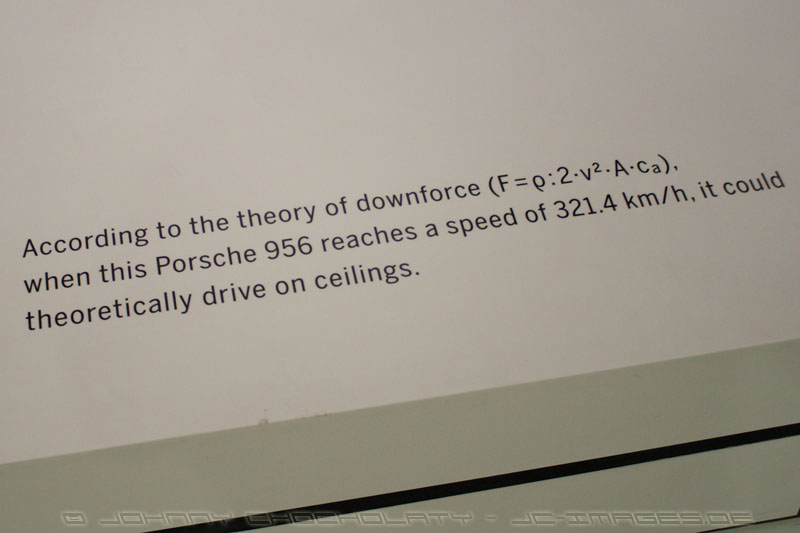 According to the theory of downforce (F=ϱ:2·v²·A·cₐ),
when this Porsche 956 reaches a speed of 321.4 km/h, it could
theoretically drive on ceilings.
© JOHNNY CHOCHOLATY - JC-IMAGES.DE